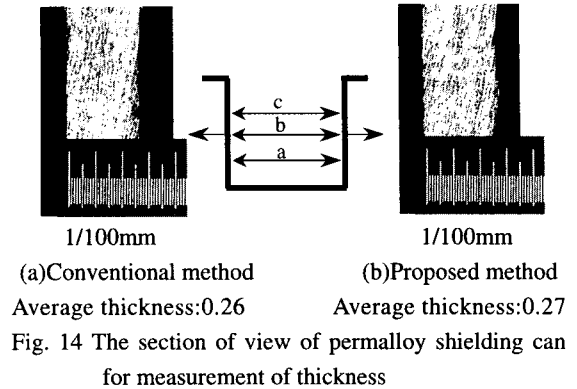 c
b
a
1/100mm
1/100mm
(a)Conventional method
(b)Proposed method
Average thickness:0.26
Average thickness:0.27
Fig. 14 The section of view of permalloy shielding can
for measurement of thickness